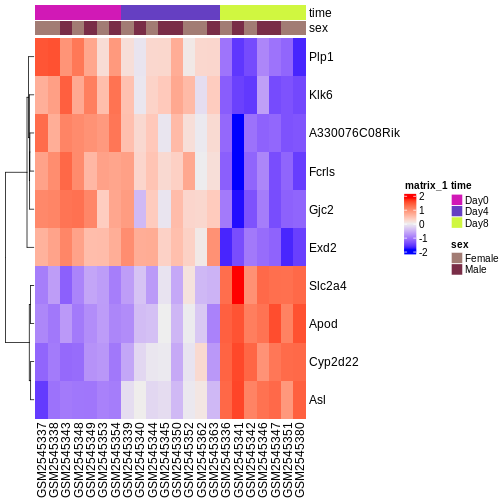 time
sex
Plp1
Klk6
A330076C08Rik
Fcrls
Gjc2
Exd2
Slc2a4
Apod
Cyp2d22
Asl
matrix_1
2
1
0
-1
-2
time
Day0
Day4
Day8
sex
Female
Male
GSM2545337
GSM2545338
GSM2545343
GSM2545348
GSM2545349
GSM2545353
GSM2545354
GSM2545339
GSM2545340
GSM2545344
GSM2545345
GSM2545350
GSM2545352
GSM2545362
GSM2545363
GSM2545336
GSM2545341
GSM2545342
GSM2545346
GSM2545347
GSM2545351
GSM2545380